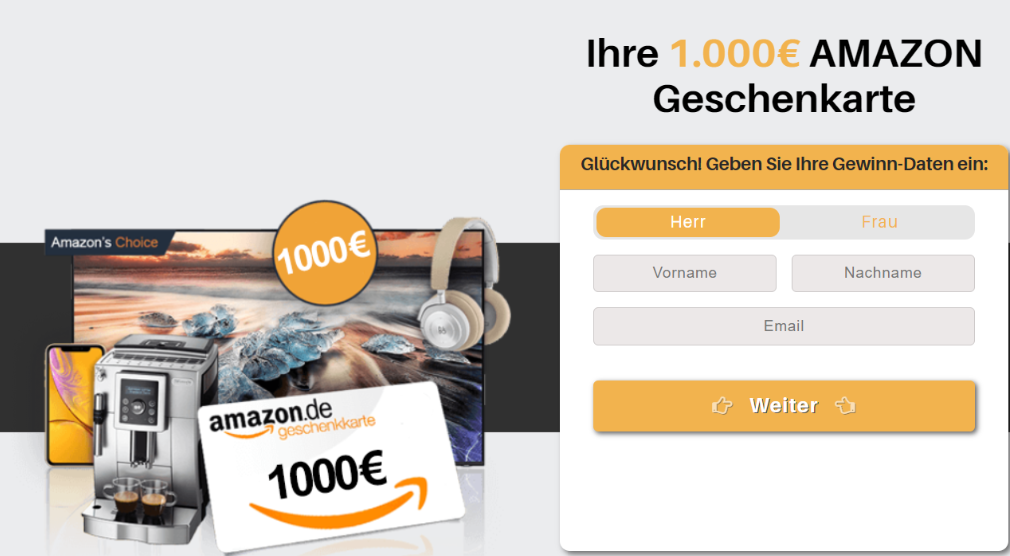 Ihre 1.000€ AMAZON
Geschenkarte
Glückwunsch! Geben Sie Ihre Gewinn-Daten ein:
Herr Frau
Vorname Nachname
Email
Weiter
Amazon's Choice
1000€
amazon.de
geschenkkarte
1000€